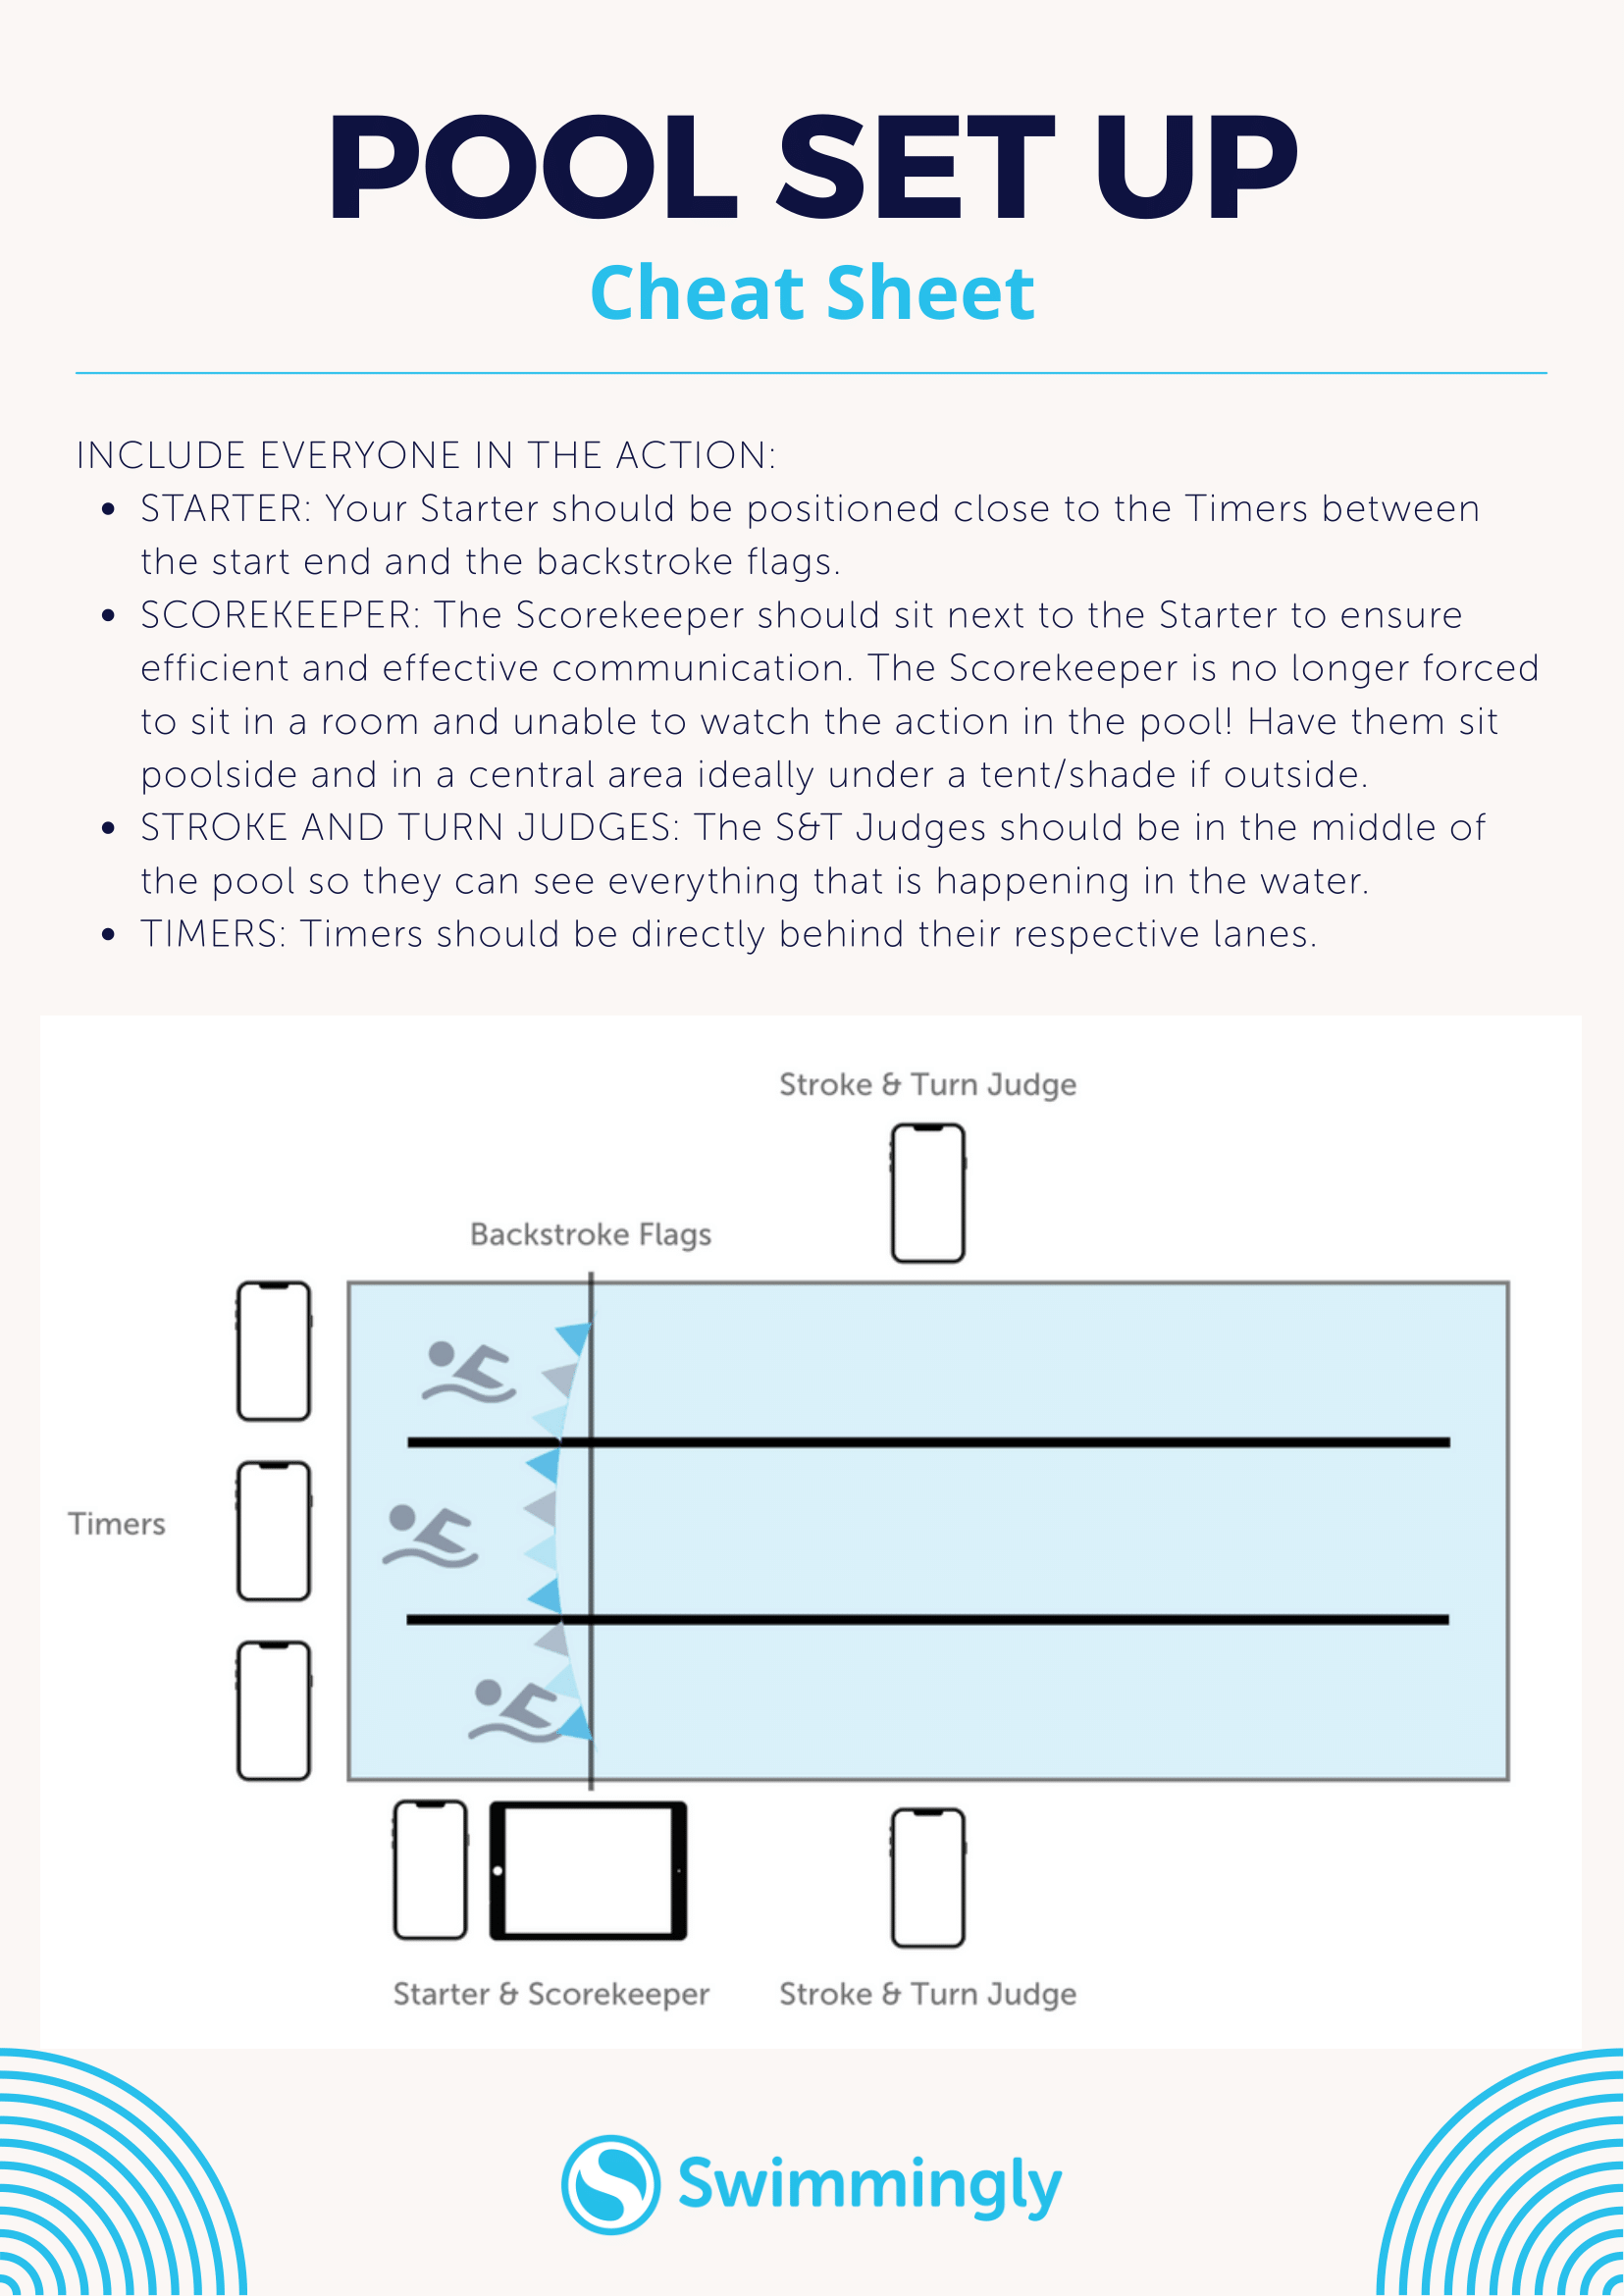 POOL SET UP
Cheat Sheet
INCLUDE EVERYONE IN THE ACTION:
• STARTER: Your Starter should be positioned close to the Timers between
the start end and the backstroke flags.
• SCOREKEEPER: The Scorekeeper should sit next to the Starter to ensure
efficient and effective communication. The Scorekeeper is no longer forced
to sit in a room and unable to watch the action in the pool! Have them sit
poolside and in a central area ideally under a tent/shade if outside.
• STROKE AND TURN JUDGES: The S&T Judges should be in the middle of
the pool so they can see everything that is happening in the water.
• TIMERS: Timers should be directly behind their respective lanes.
Stroke & Turn Judge
Backstroke Flags
Timers
Starter & Scorekeeper
Stroke & Turn Judge
Swimmingly